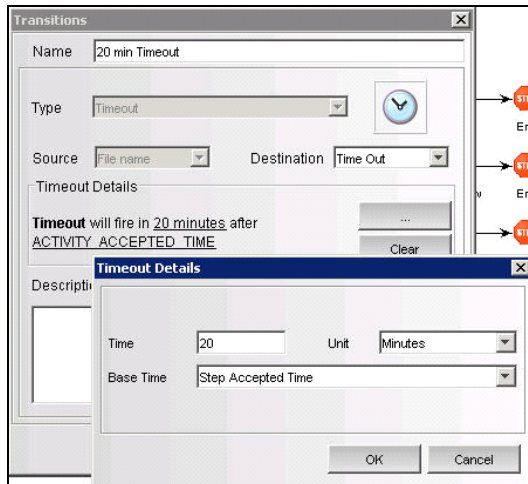 Transitions
Name 20 min Timeout
Type Timeout
Source File name Destination Time Out
Timeout Details
Timeout will fire in 20 minutes after
ACTIVITY_ACCEPTED_TIME
...
Clear
Timeout Details
Time 20 Unit Minutes
Base Time Step Accepted Time
OK Cancel